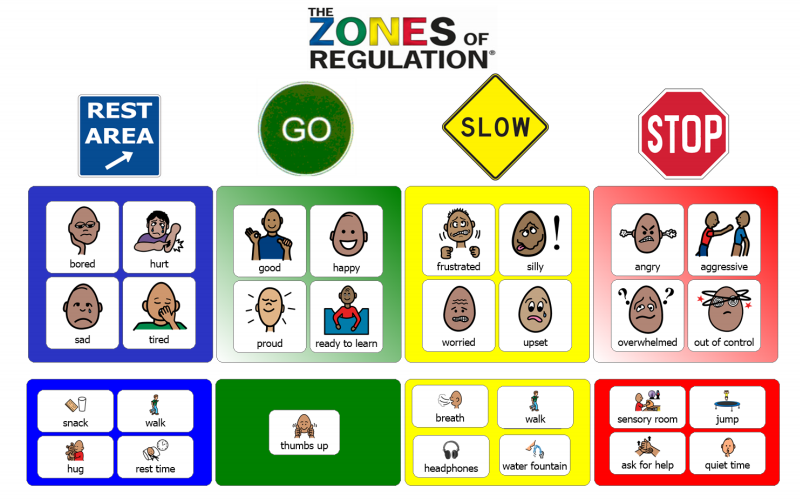 THE
ZONES OF
REGULATION®
REST
AREA
GO
SLOW
STOP
bored
hurt
sad
tired
good
happy
proud
ready to learn
frustrated
silly
!
worried
upset
angry
aggressive
? ?
overwhelmed
out of control
snack
walk
hug
rest time
thumbs up
breath
walk
headphones
water fountain
sensory room
jump
ask for help
quiet time